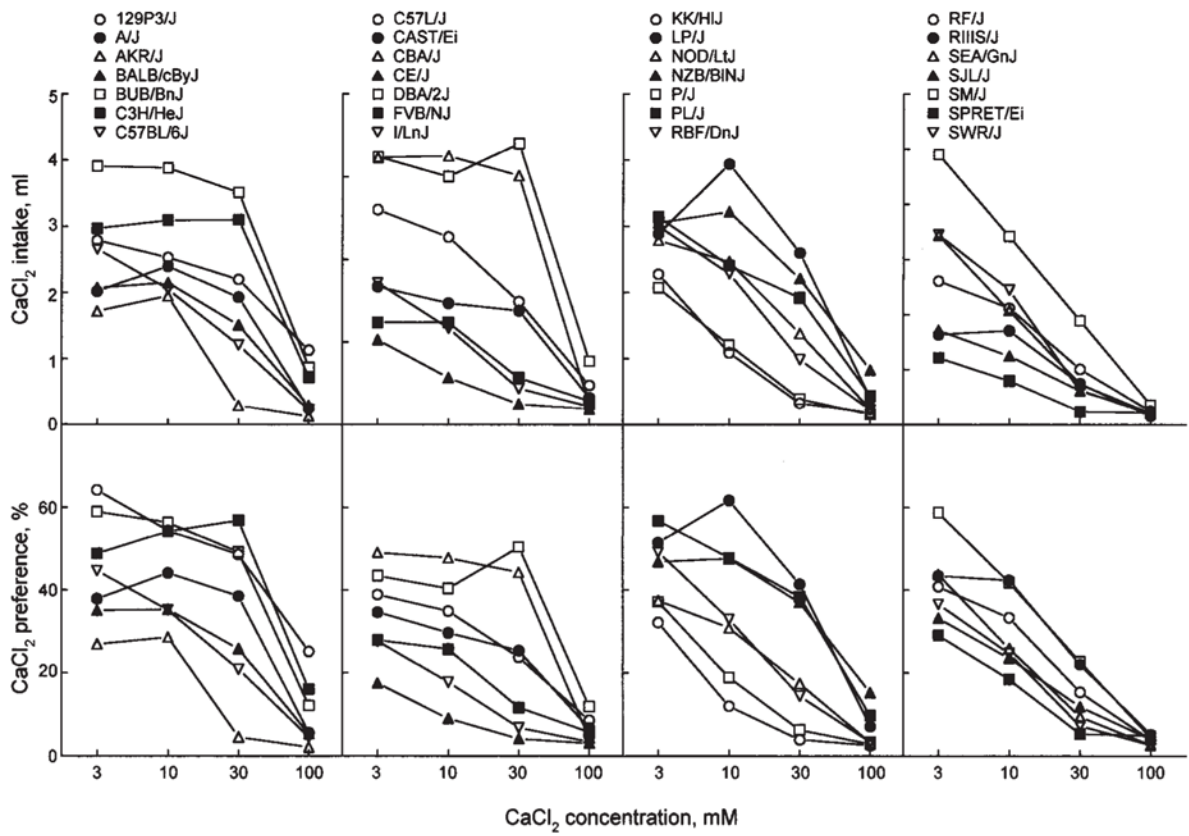 129P3/J
A/J
AKR/J
BALB/cByJ
BUB/BnJ
C3H/HeJ
C57BL/6J
C57L/J
CAST/Ei
CBA/J
CE/J
DBA/2J
FVB/NJ
I/LnJ
KK/HlJ
LP/J
NOD/LtJ
NZB/BlNJ
P/J
PL/J
RBF/DnJ
RF/J
RIIIS/J
SEA/GnJ
SJL/J
SM/J
SPRET/Ei
SWR/J
CaCl₂ intake, ml
5
4
3
2
1
0
CaCl₂ preference, %
60
40
20
0
3 10 30 100 3 10 30 100 3 10 30 100 3 10 30 100
CaCl₂ concentration, mM